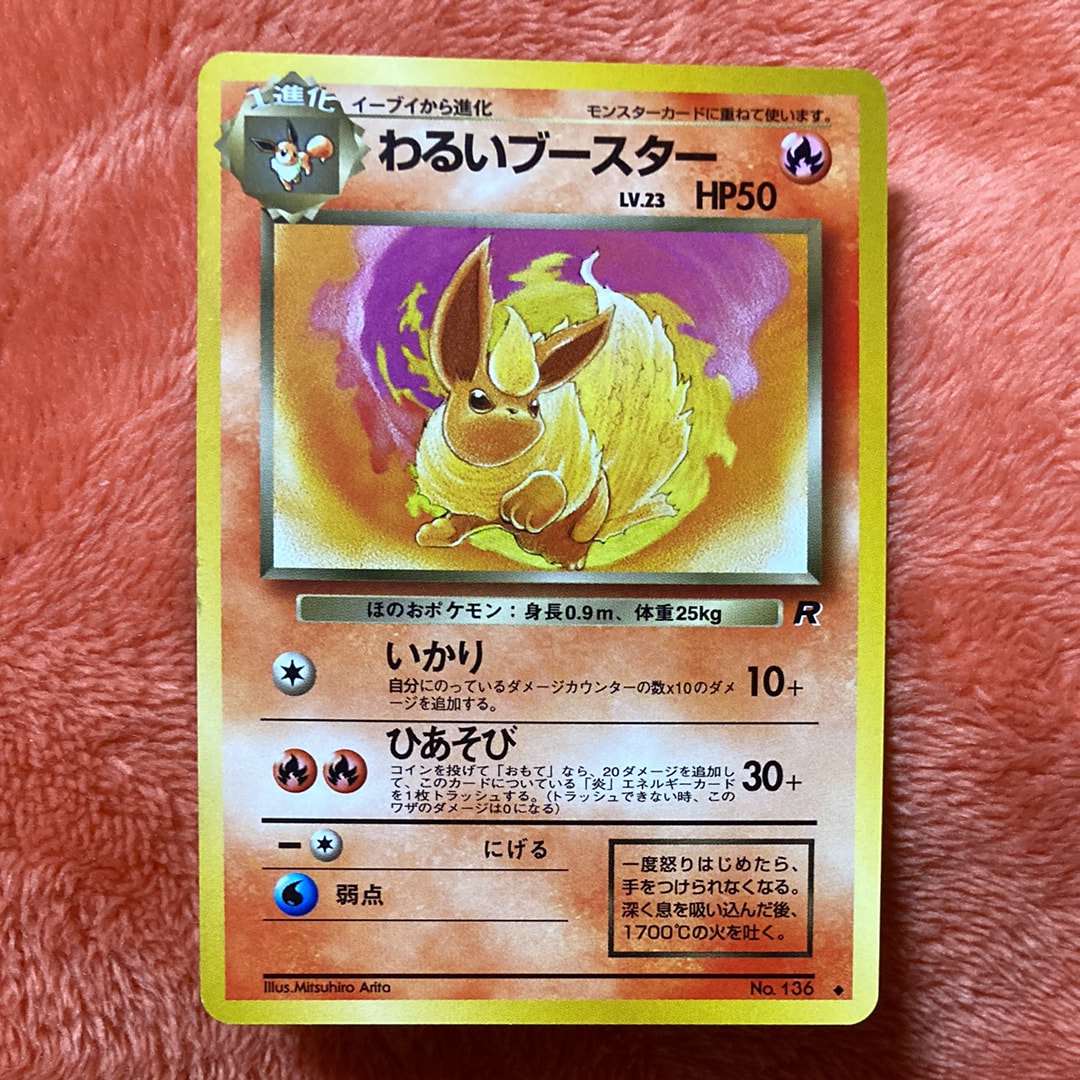 1進化
イーブイから進化
モンスターカードに重ねて使います。
わるいブースター
LV.23 HP50
ほのおポケモン：身長0.9m、体重25kg
R
いかり
自分にのっているダメージカウンターの数x10のダメ
ージを追加する。
10+
ひあそび
コインを投げて「おもて」なら、20ダメージを追加し
て、このカードについている「炎」エネルギーカード
を1枚トラッシュする。(トラッシュできない時、この
ワザのダメージは0になる)
30+
にげる
弱点
一度怒りはじめたら、
手をつけられなくなる。
深く息を吸い込んだ後、
1700℃の火を吐く。
Illus.Mitsuhiro Arita
No. 136